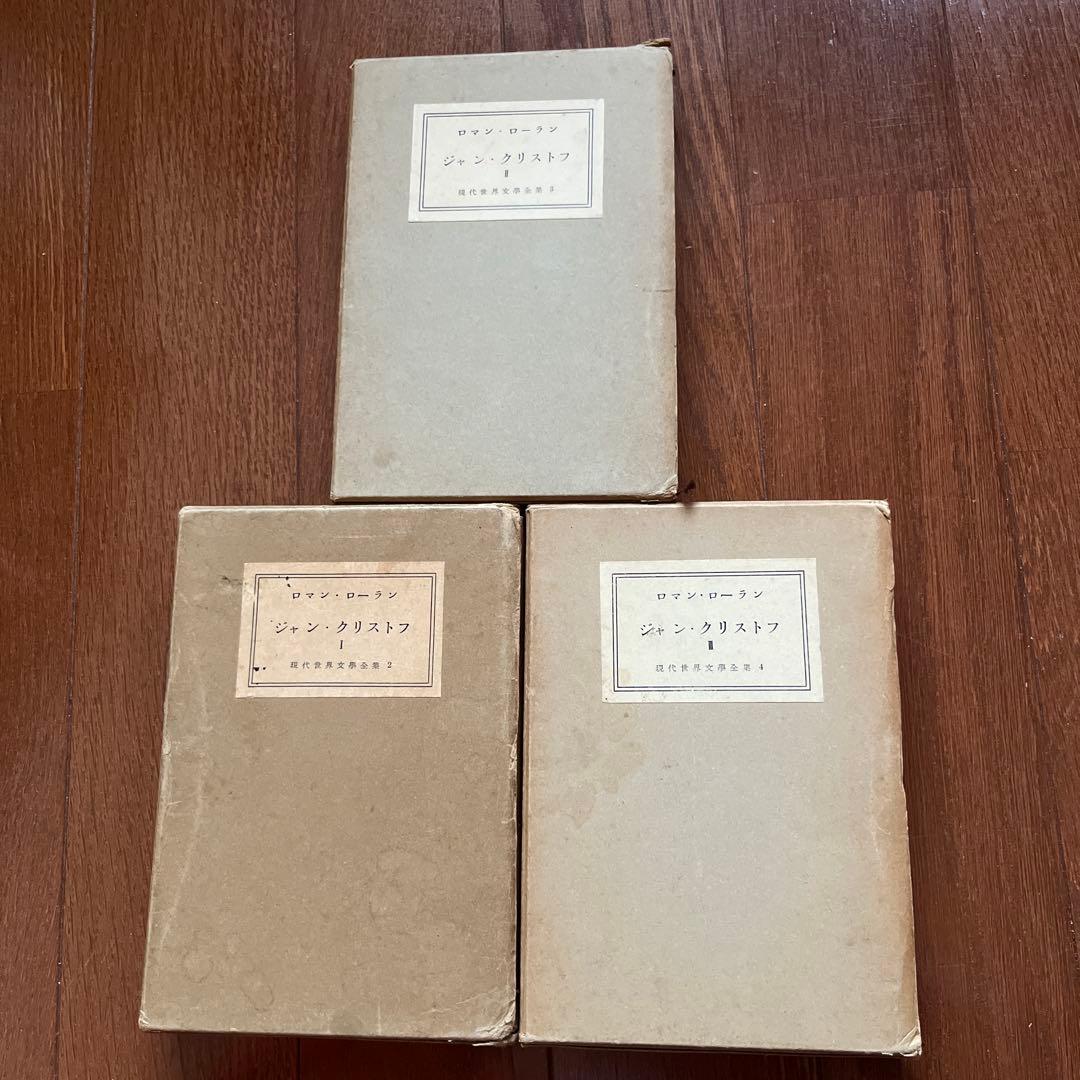 ロマン・ローラン
ジャン・クリストフ
Ⅱ
現代世界文學全集 3
ロマン・ローラン
ジャン・クリストフ
Ⅰ
現代世界文學全集 2
ロマン・ローラン
ジャン・クリストフ
Ⅲ
現代世界文學全集 4